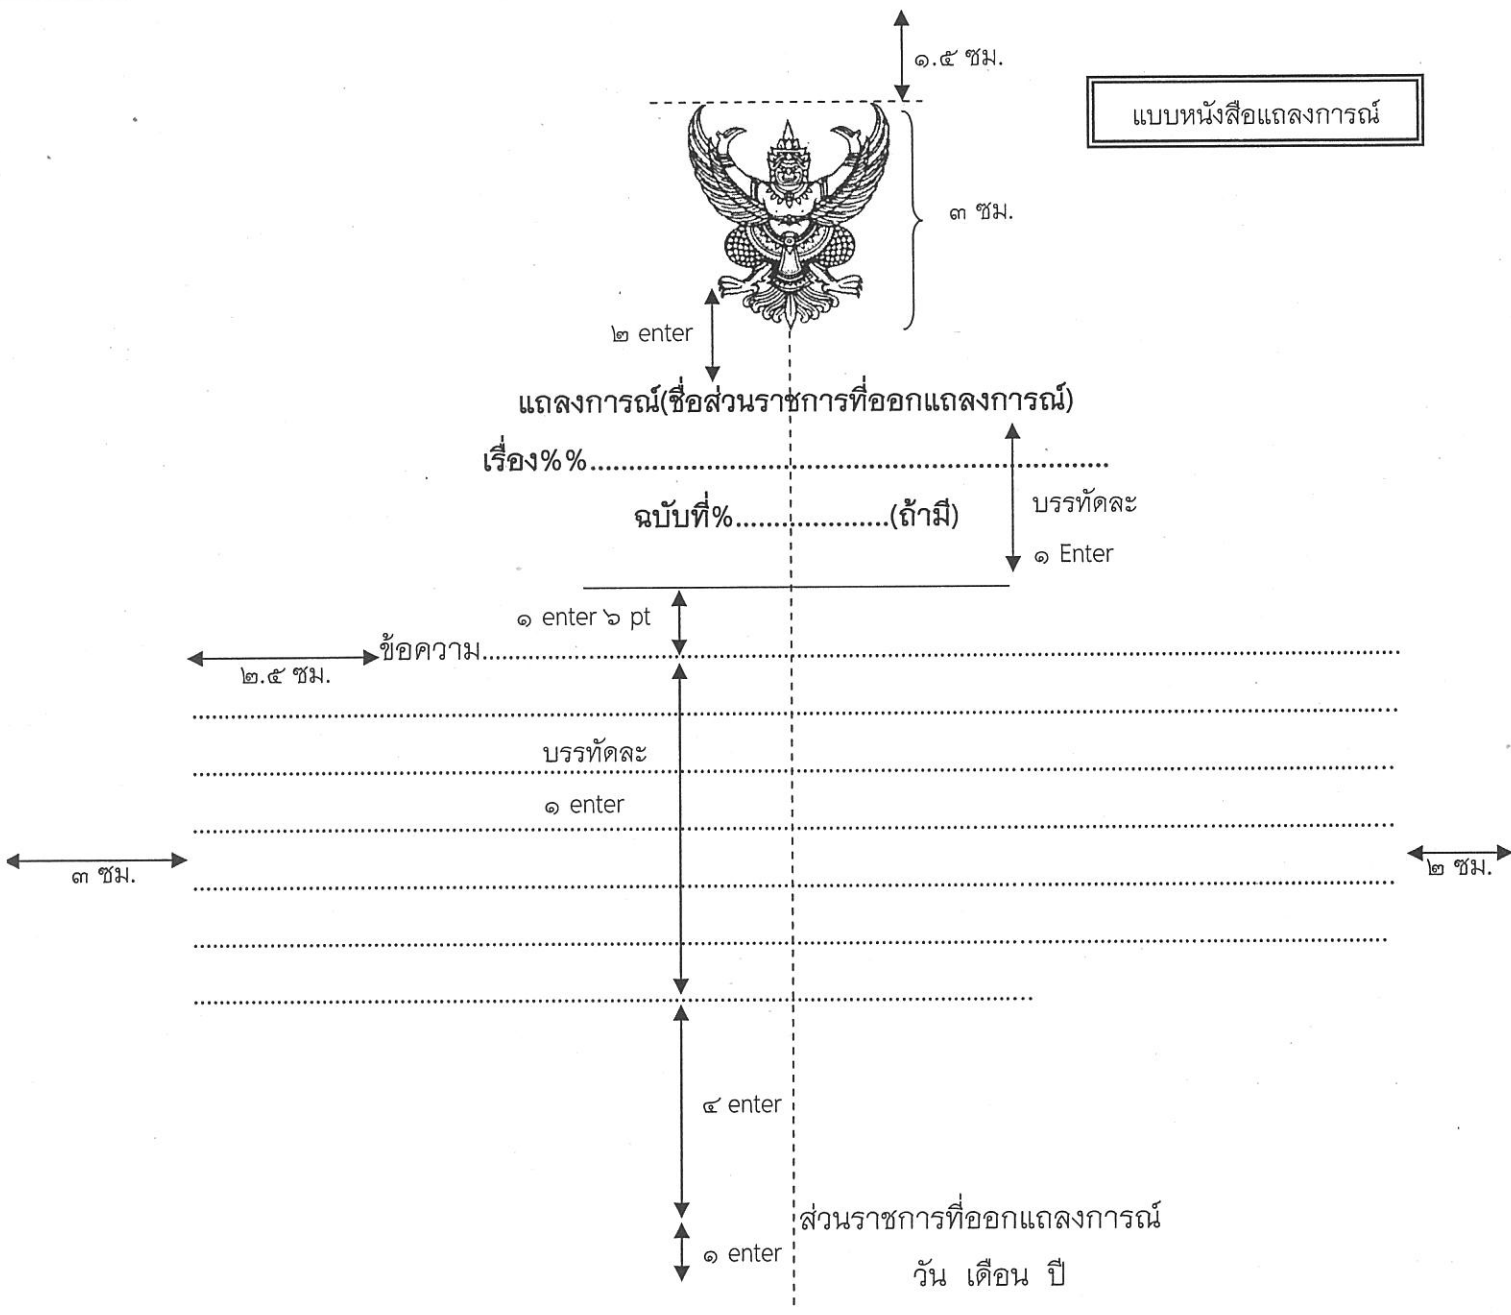 ๑.๕ ซม.
แบบหนังสือแถลงการณ์
๓ ซม.
๒ enter
แถลงการณ์(ชื่อส่วนราชการที่ออกแถลงการณ์)
เรื่อง%%..................................................................
ฉบับที่%....................(ถ้ามี)
บรรทัดละ
๑ Enter
๑ enter ๖ pt
ข้อความ....................................................................................................
๒.๕ ซม.
บรรทัดละ
๑ enter
๓ ซม.
๒ ซม.
๔ enter
ส่วนราชการที่ออกแถลงการณ์
๑ enter
วัน เดือน ปี